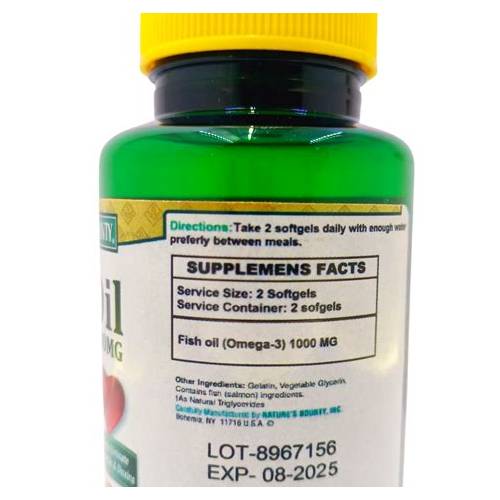 Directions:Take 2 softgels daily with enough water
preferly between meals.
SUPPLEMENS FACTS
Service Size: 2 Softgels
Service Container: 2 sofgels
Fish oil (Omega-3) 1000 MG
Other Ingredients: Gelatin, Vegetable Glycerin,
Contains fish (salmon) ingredients.
‡As Natural Triglycerides
Carefully Manufactured by NATURE'S BOUNTY, INC.
Bohemia, NY 11716 U.S.A. ©
LOT-8967156
EXP- 08-2025